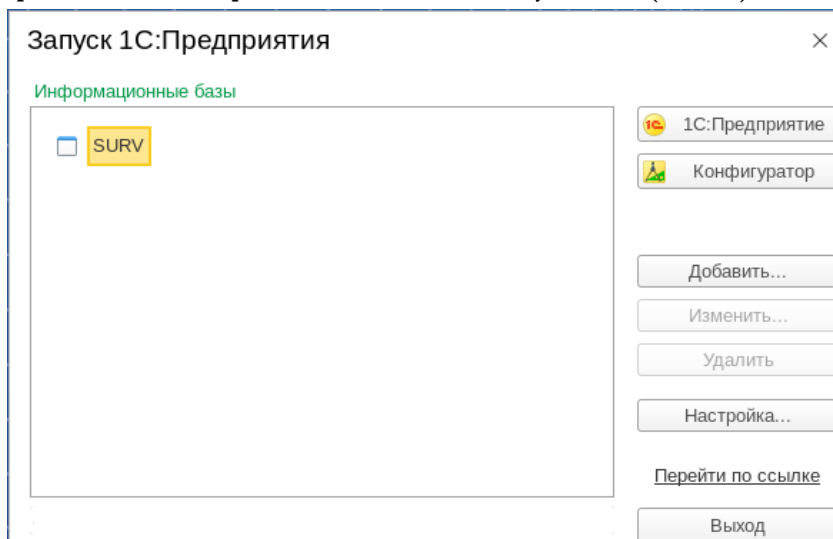 Запуск 1С:Предприятия
Информационные базы
SURV
1С:Предприятие
Конфигуратор
Добавить...
Изменить...
Удалить
Настройка...
Перейти по ссылке
Выход